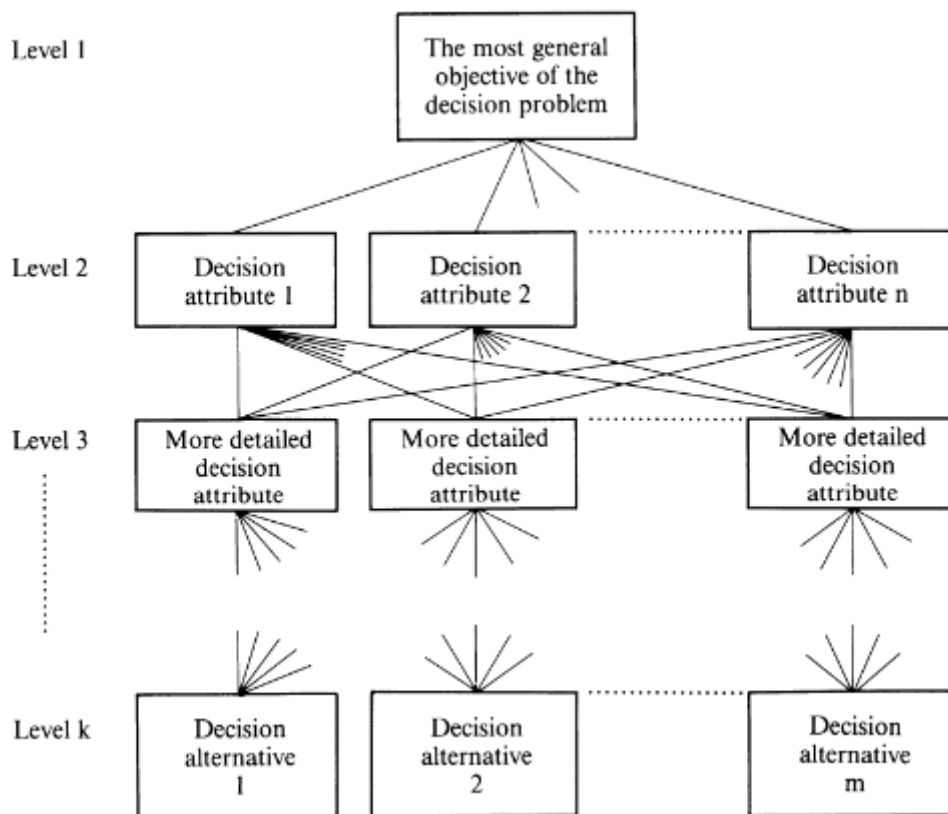 Level 1
The most general
objective of the
decision problem
Level 2
Decision
attribute 1
Decision
attribute 2
Decision
attribute n
Level 3
More detailed
decision
attribute
More detailed
decision
attribute
More detailed
decision
attribute
Level k
Decision
alternative
1
Decision
alternative
2
Decision
alternative
m